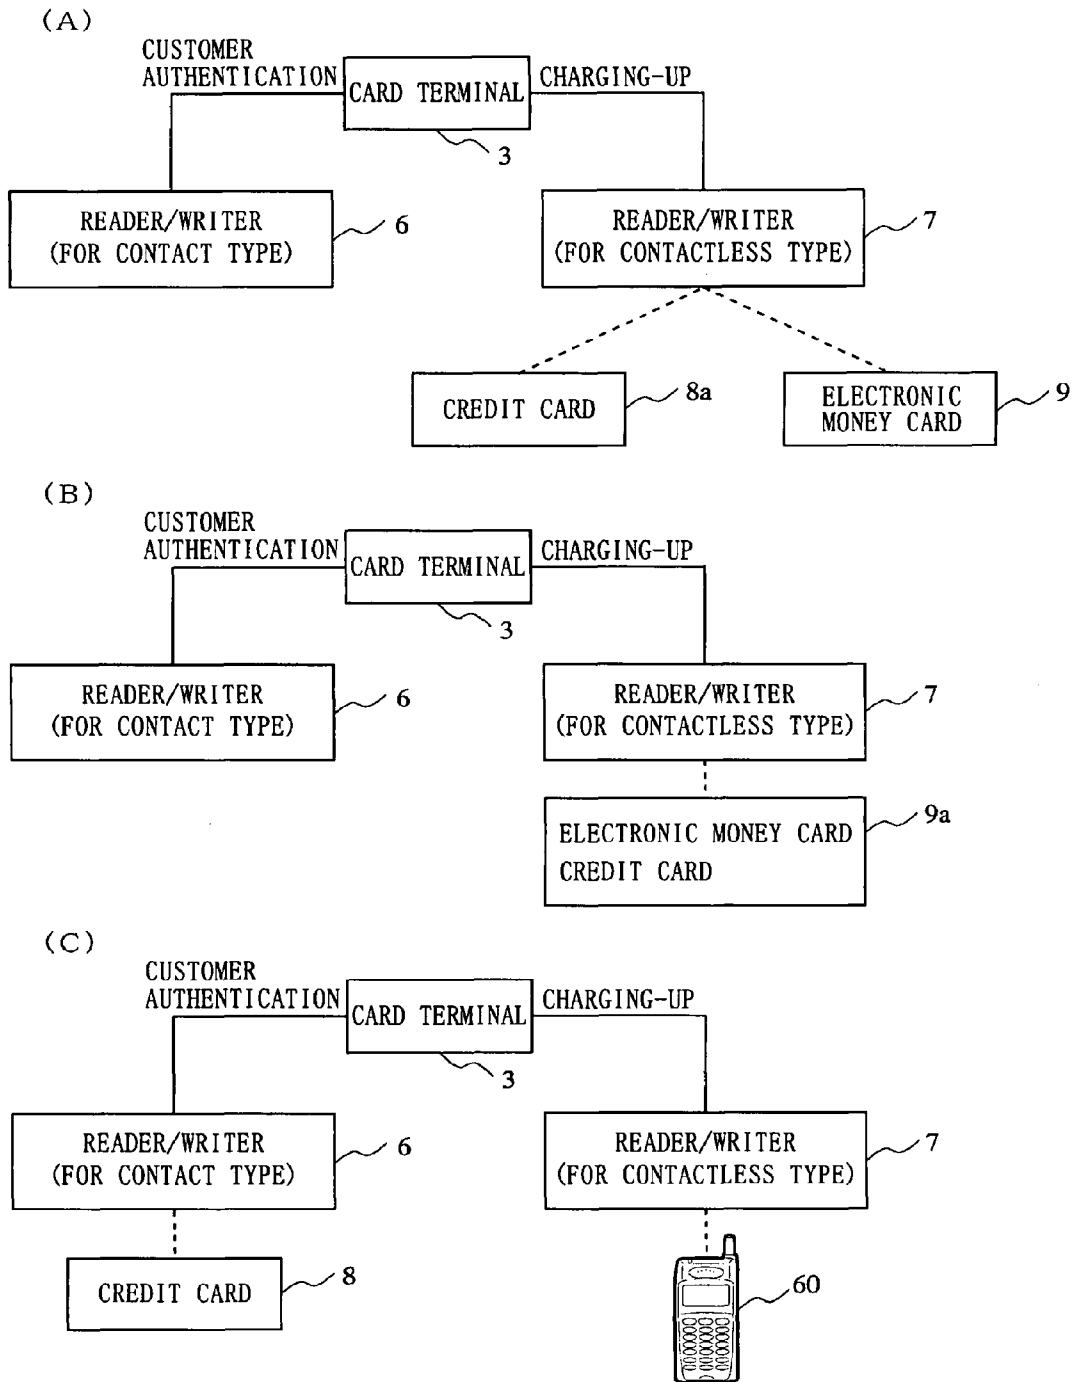 (A)
CUSTOMER
AUTHENTICATION
CARD TERMINAL
CHARGING-UP
3
READER/WRITER
(FOR CONTACT TYPE)
6
READER/WRITER
(FOR CONTACTLESS TYPE)
7
CREDIT CARD
8a
ELECTRONIC
MONEY CARD
9
(B)
CUSTOMER
AUTHENTICATION
CARD TERMINAL
CHARGING-UP
3
READER/WRITER
(FOR CONTACT TYPE)
6
READER/WRITER
(FOR CONTACTLESS TYPE)
7
ELECTRONIC MONEY CARD
CREDIT CARD
9a
(C)
CUSTOMER
AUTHENTICATION
CARD TERMINAL
CHARGING-UP
3
READER/WRITER
(FOR CONTACT TYPE)
6
READER/WRITER
(FOR CONTACTLESS TYPE)
7
CREDIT CARD
8
60